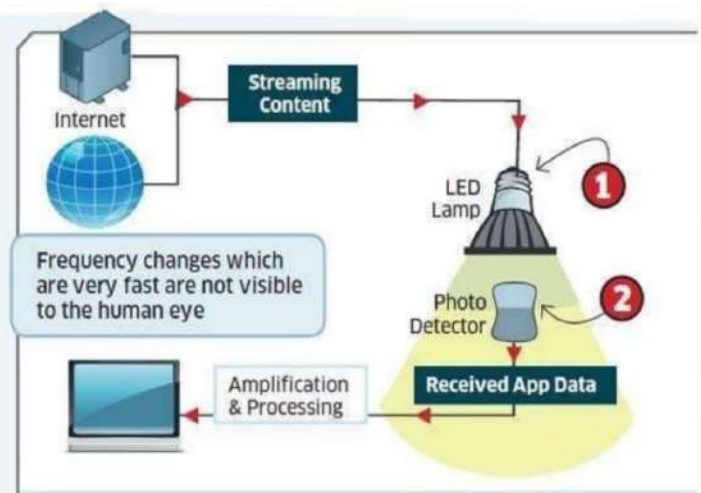 Streaming
Content
Internet
LED
Lamp
1
Frequency changes which
are very fast are not visible
to the human eye
Photo
Detector
2
Amplification
& Processing
Received App Data